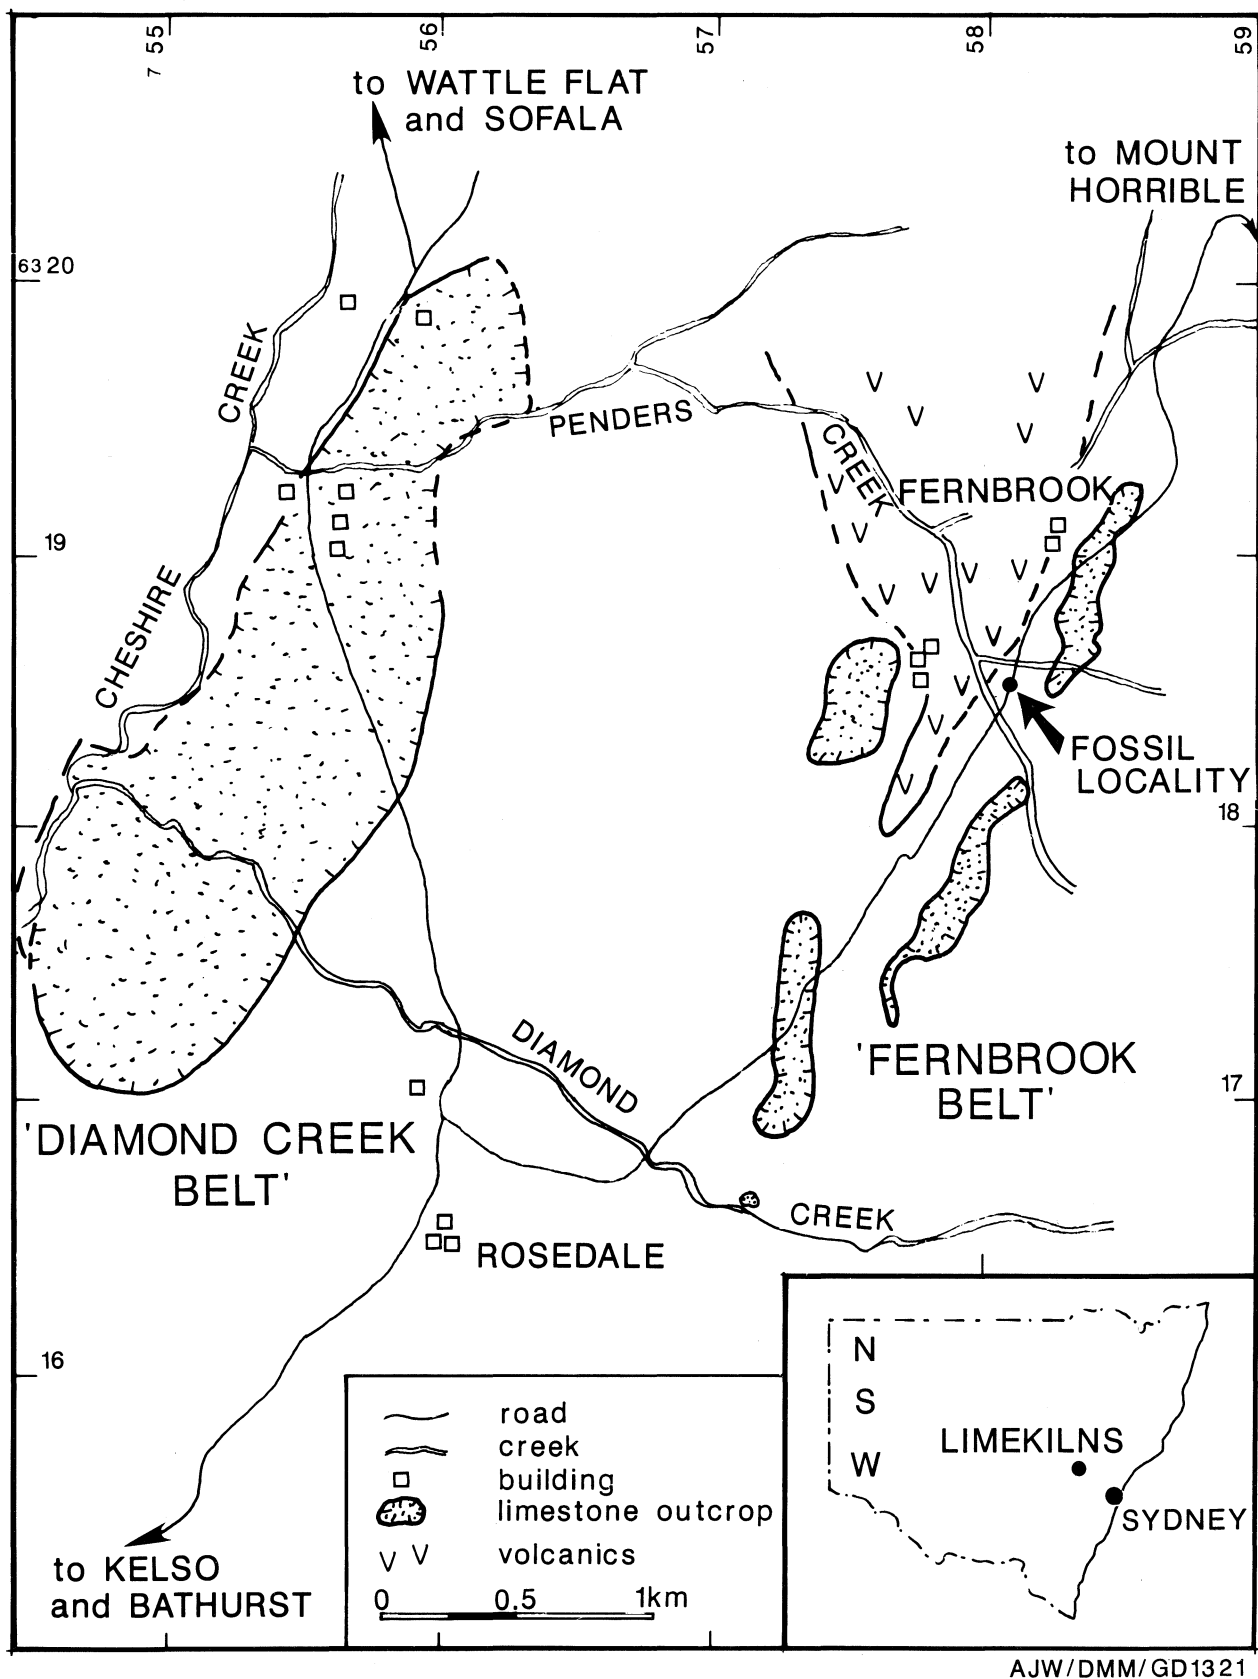 7 55
56
57
58
59
to WATTLE FLAT
and SOFALA
to MOUNT
HORRIBLE
6320
CREEK
PENDERS
CREEK
FERNBROOK
19
CHESHIRE
FOSSIL
LOCALITY
18
DIAMOND
'FERNBROOK
BELT'
17
'DIAMOND CREEK
BELT'
CREEK
ROSEDALE
16
N
S
W
LIMEKILNS
SYDNEY
road
creek
building
limestone outcrop
volcanics
0 0.5 1km
to KELSO
and BATHURST
V V V V V V V V V V V V V V V V
AJW/DMM/GD1321